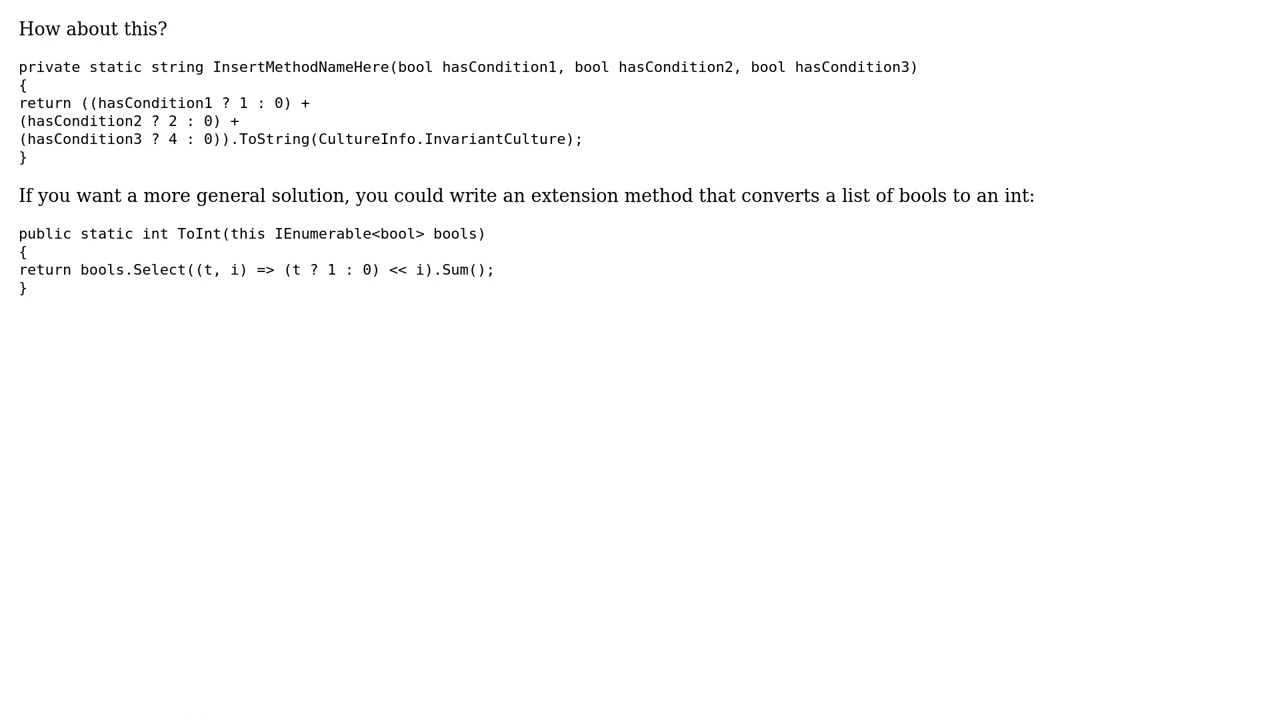 How about this?
private static string InsertMethodNameHere(bool hasCondition1, bool hasCondition2, bool hasCondition3)
{
return ((hasCondition1 ? 1 : 0) +
(hasCondition2 ? 2 : 0) +
(hasCondition3 ? 4 : 0)).ToString(CultureInfo.InvariantCulture);
}
If you want a more general solution, you could write an extension method that converts a list of bools to an int:
public static int ToInt(this IEnumerable<bool> bools)
{
return bools.Select((t, i) => (t ? 1 : 0) << i).Sum();
}